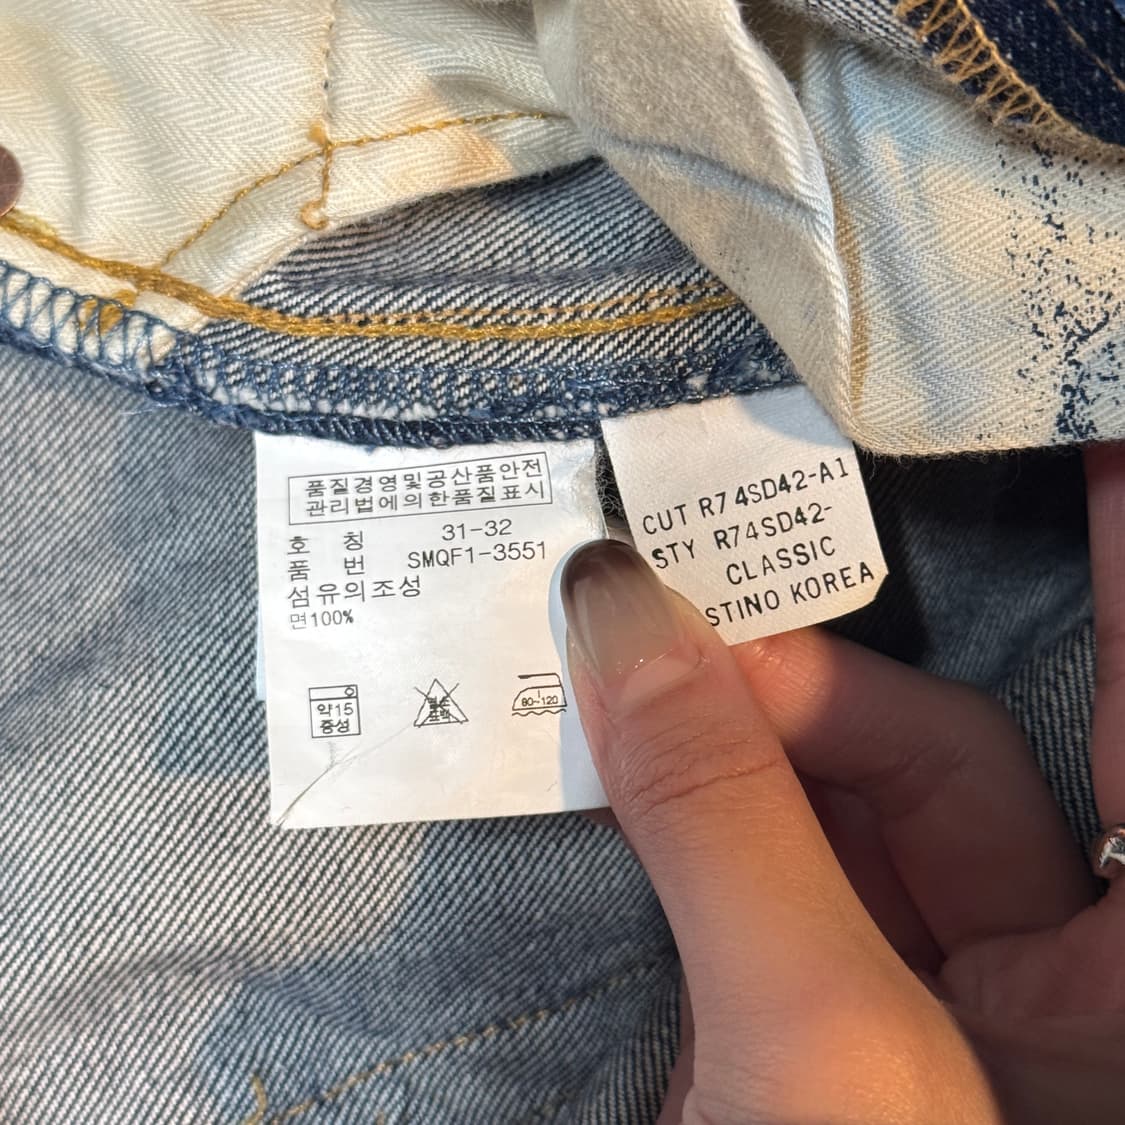 품질경영및공산품안전
관리법에의한품질표시
호 칭 31-32
품 번 SMQF1-3551
섬유의조성
면100%
약15
중성
80~120
CUT R74SD42-A1
STY R74SD42-
CLASSIC
STINO KOREA